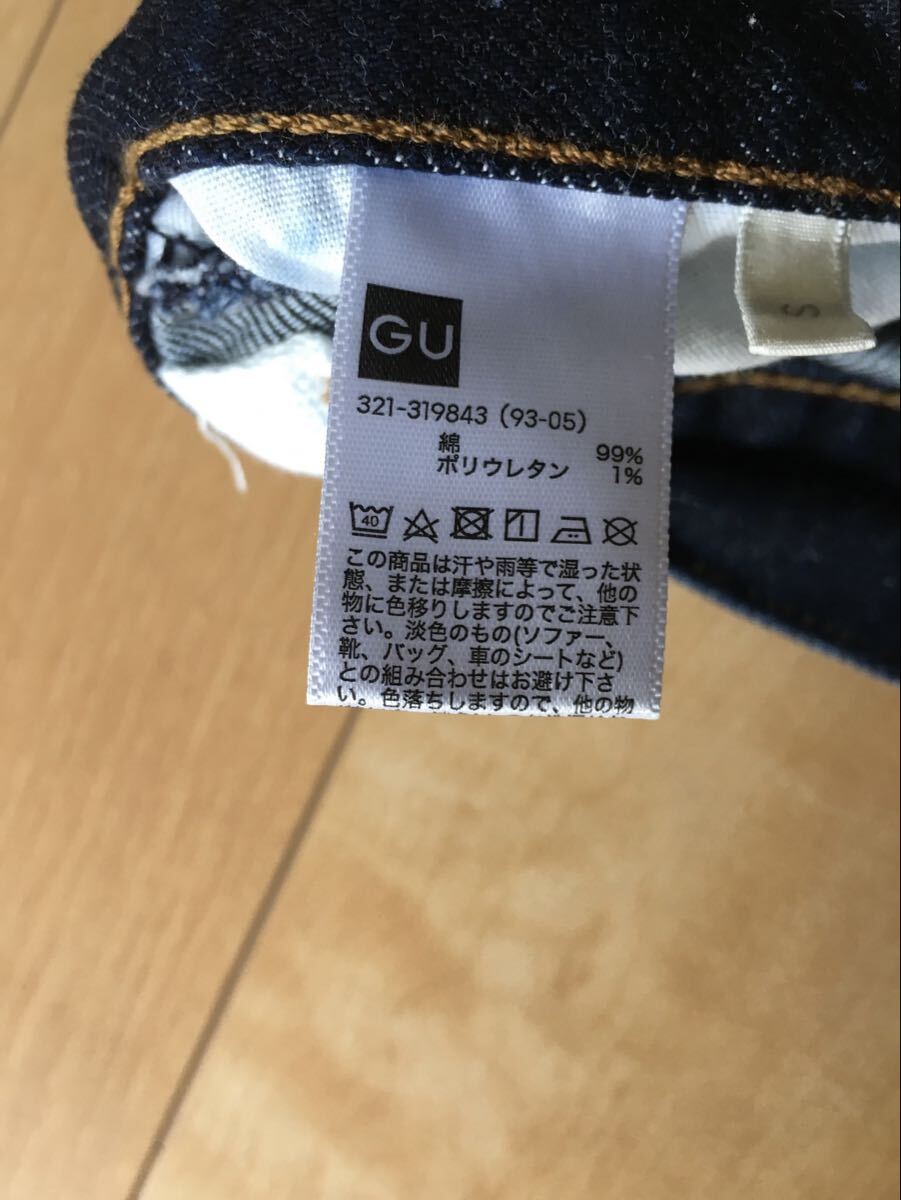 GU
321-319843 (93-05)
綿 99%
ポリウレタン 1%
40
この商品は汗や雨等で湿った状
態、または摩擦によって、他の
物に色移りしますのでご注意下
さい。淡色のもの(ソファー、
靴、バッグ、車のシートなど)
との組み合わせはお避け下さ
い。色落ちしますので、他の物
S